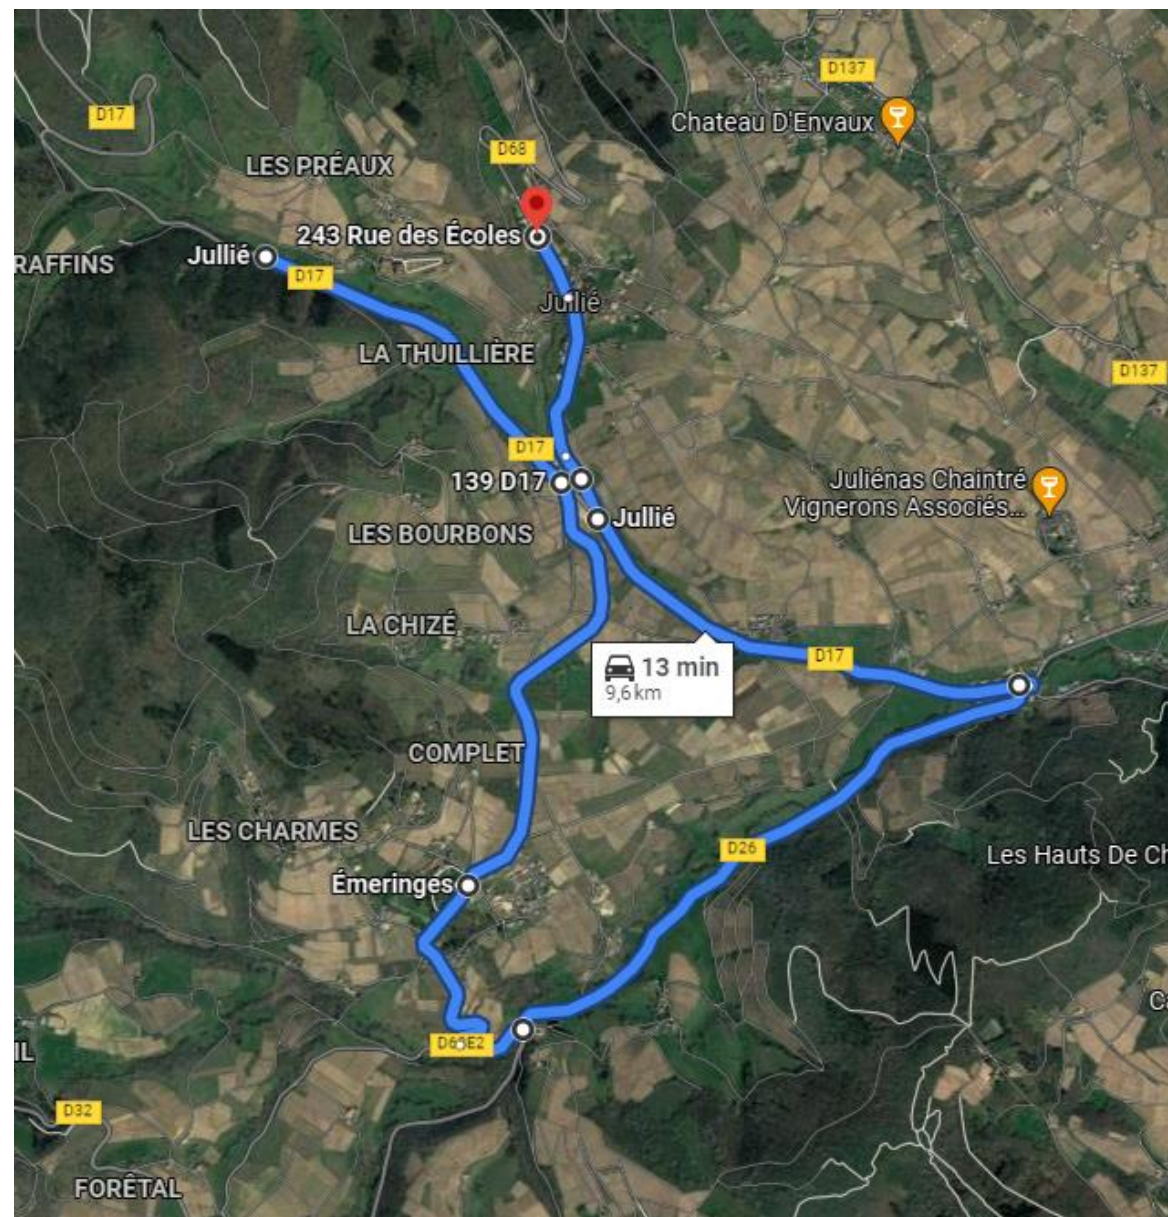 D137
D17
Chateau D'Envaux
D68
LES PRÉAUX
243 Rue des Écoles
Jullié
RAFFINS
D17
Jullié
LA THUILLIÈRE
D137
D17
139 D17
Juliénas Chaintré
Vignerons Associés...
Jullié
LES BOURBONS
LA CHIZÉ
13 min
9,6 km
D17
COMPLET
LES CHARMES
D26
Les Hauts De Ch
Émeringes
C
IL
D32
FORÊTAL